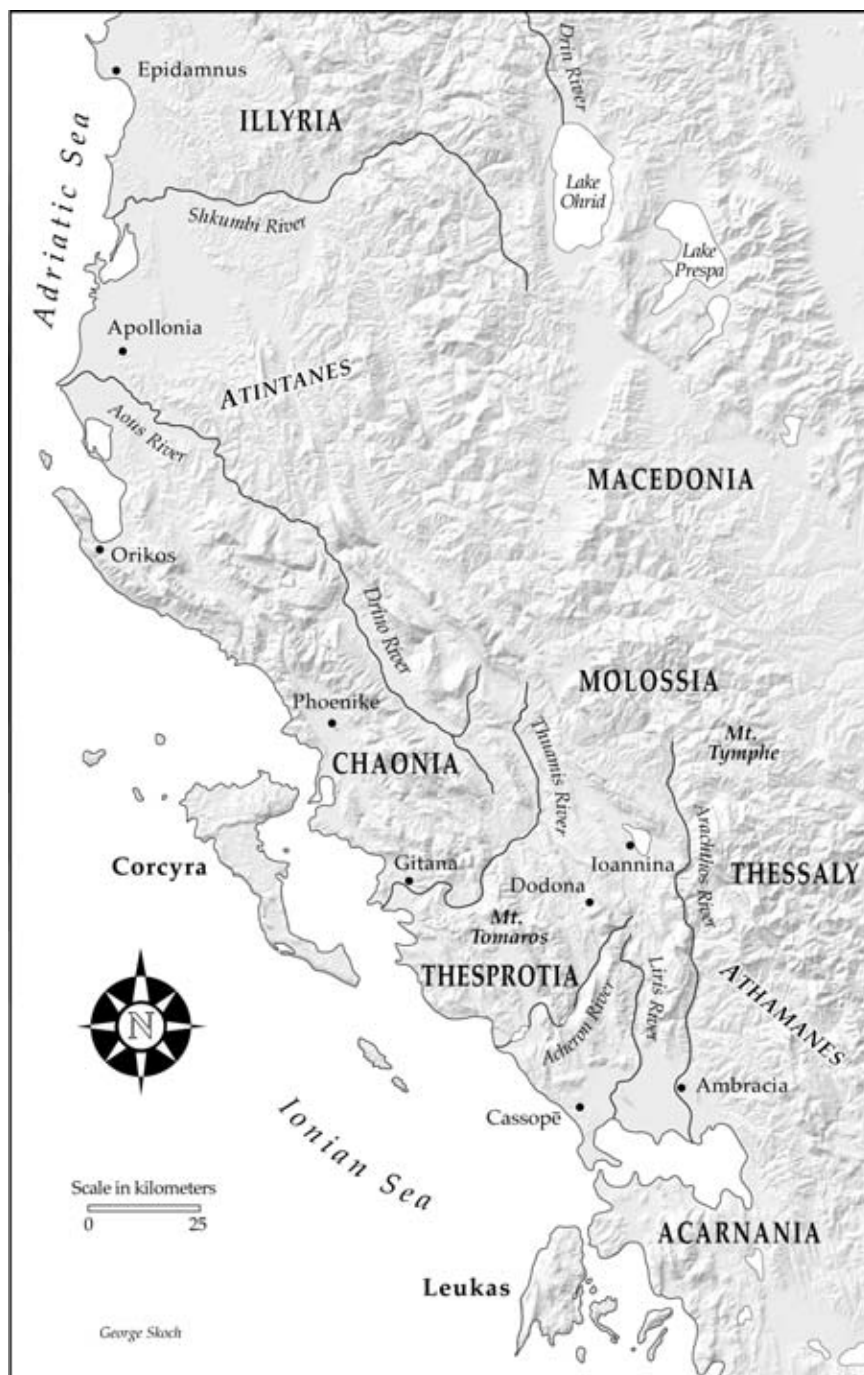 Epidamnus
ILLYRIA
Drin River
Adriatic Sea
Lake
Ohrid
Shkumbi River
Lake
Prespa
Apollonia
ATINTANES
Aous River
MACEDONIA
Orikos
Drino River
MOLOSSIA
Phoenike
Mt.
Tymphe
CHAONIA
Thuamis River
Arachthos River
Corcyra
Gitana
Ioannina
THESSALY
Dodona
Mt.
Tomaros
THESPROTIA
Liris River
ATHAMANES
Acheron River
N
Ambracia
Cassopē
Ionian Sea
Scale in kilometers
0 25
ACARNANIA
Leukas
George Skoch